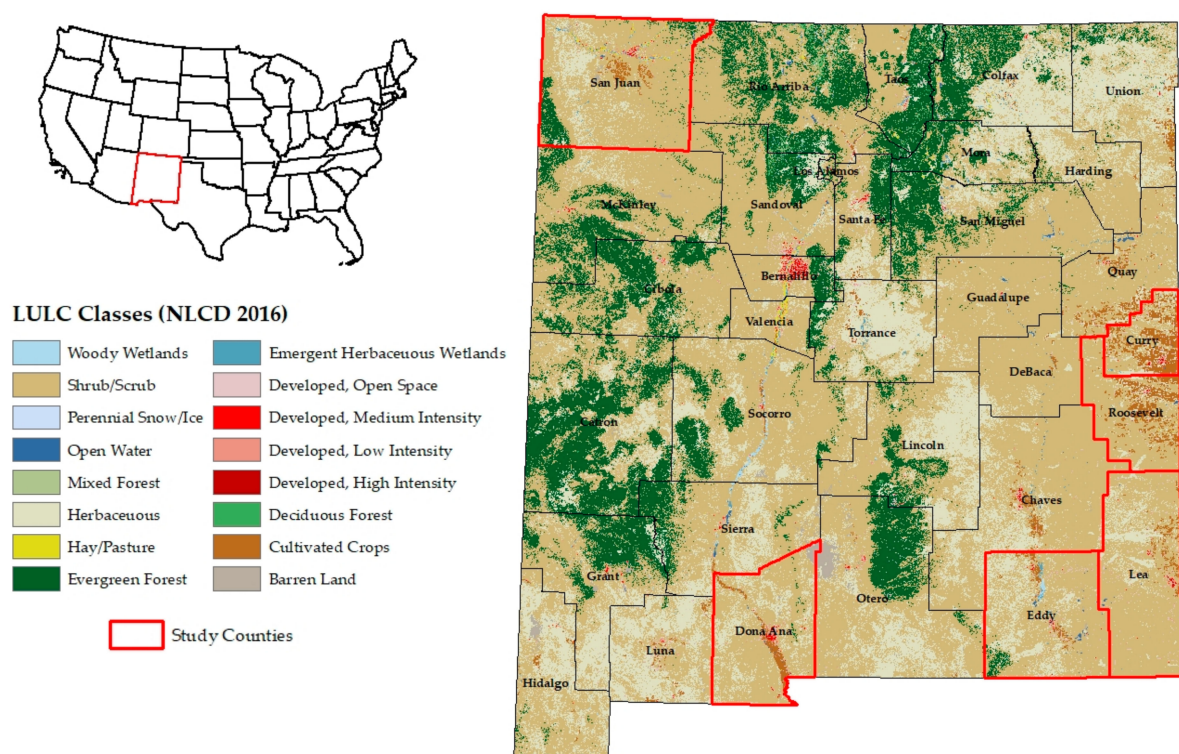 LULC Classes (NLCD 2016)
Woody Wetlands
Shrub/Scrub
Perennial Snow/Ice
Open Water
Mixed Forest
Herbaceuous
Hay/Pasture
Evergreen Forest
Emergent Herbaceuous Wetlands
Developed, Open Space
Developed, Medium Intensity
Developed, Low Intensity
Developed, High Intensity
Deciduous Forest
Cultivated Crops
Barren Land
Study Counties
San Juan
Rio Arriba
Taos
Colfax
Union
Mora
Los Alamos
Harding
McKinley
Sandoval
Santa Fe
San Miguel
Bernalillo
Quay
Cibola
Guadalupe
Valencia
Torrance
Curry
DeBaca
Roosevelt
Socorro
Catron
Lincoln
Chaves
Sierra
Grant
Otero
Lea
Eddy
Dona Ana
Luna
Hidalgo